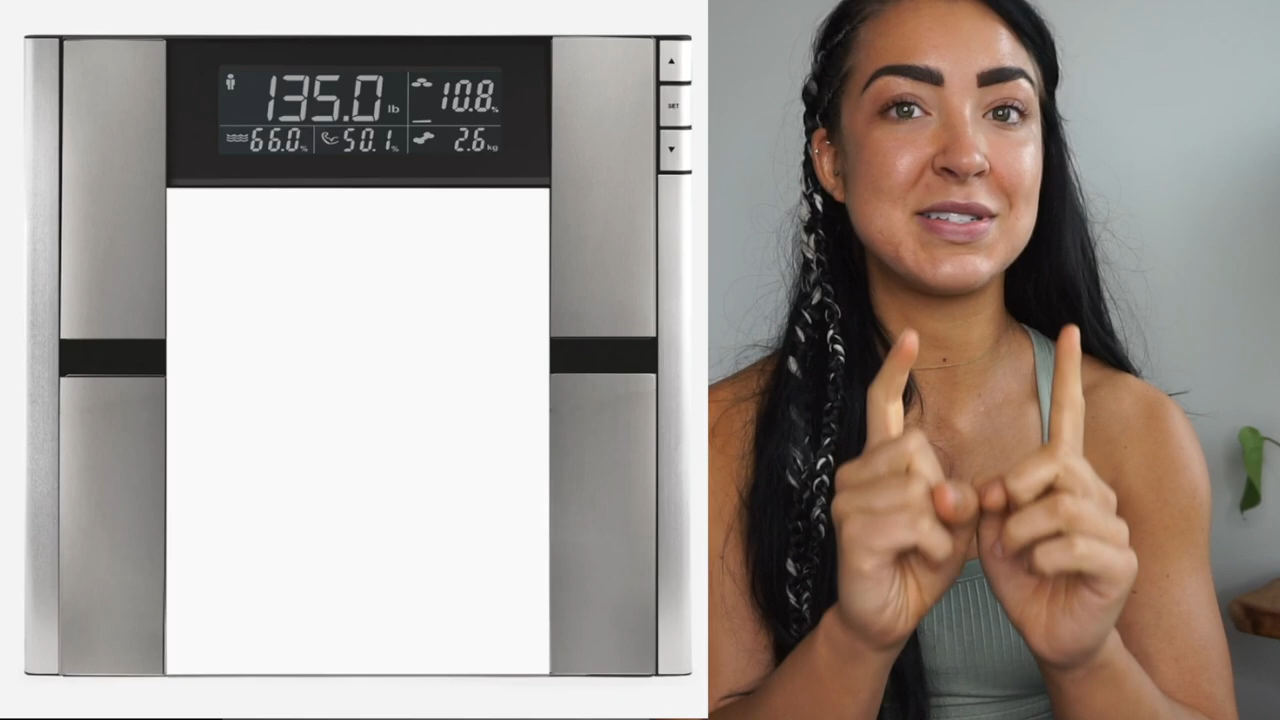 135.0 lb 10.8%
66.0% 50.1% 2.6 kg
▲
SET
▼